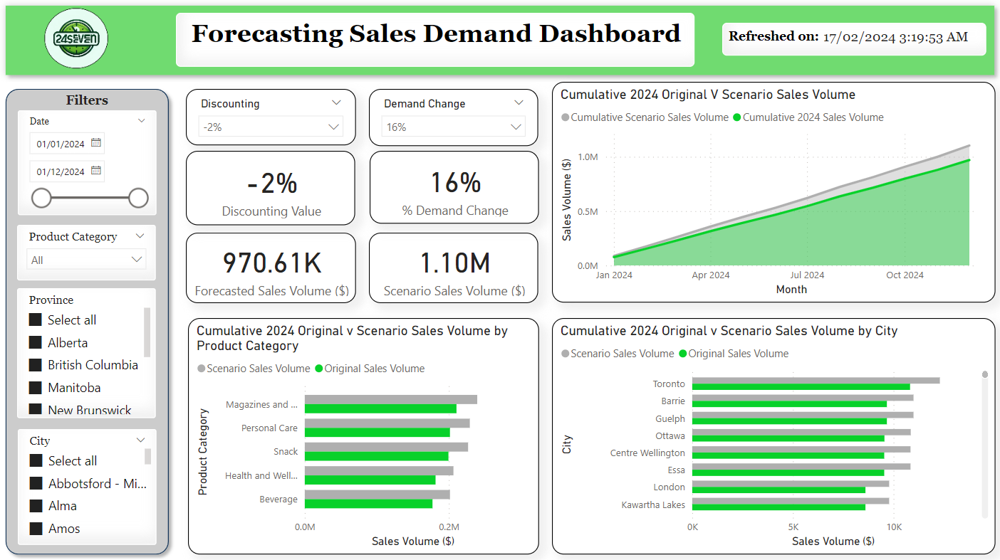 24SEVEN
Forecasting Sales Demand Dashboard
Refreshed on: 17/02/2024 3:19:53 AM
Filters
Date
01/01/2024
01/12/2024
Product Category
All
Province
Select all
Alberta
British Columbia
Manitoba
New Brunswick
City
Select all
Abbotsford - Mi...
Alma
Amos
Discounting
-2%
Demand Change
16%
-2%
Discounting Value
16%
% Demand Change
970.61K
Forecasted Sales Volume ($)
1.10M
Scenario Sales Volume ($)
Cumulative 2024 Original V Scenario Sales Volume
Cumulative Scenario Sales Volume Cumulative 2024 Sales Volume
Sales Volume ($)
1.0M
0.5M
0.0M
Jan 2024 Apr 2024 Jul 2024 Oct 2024
Month
Cumulative 2024 Original v Scenario Sales Volume by
Product Category
Scenario Sales Volume Original Sales Volume
Product Category
Magazines and ...
Personal Care
Snack
Health and Well...
Beverage
0.0M 0.2M
Sales Volume ($)
Cumulative 2024 Original v Scenario Sales Volume by City
Scenario Sales Volume Original Sales Volume
City
Toronto
Barrie
Guelph
Ottawa
Centre Wellington
Essa
London
Kawartha Lakes
0K 5K 10K
Sales Volume ($)